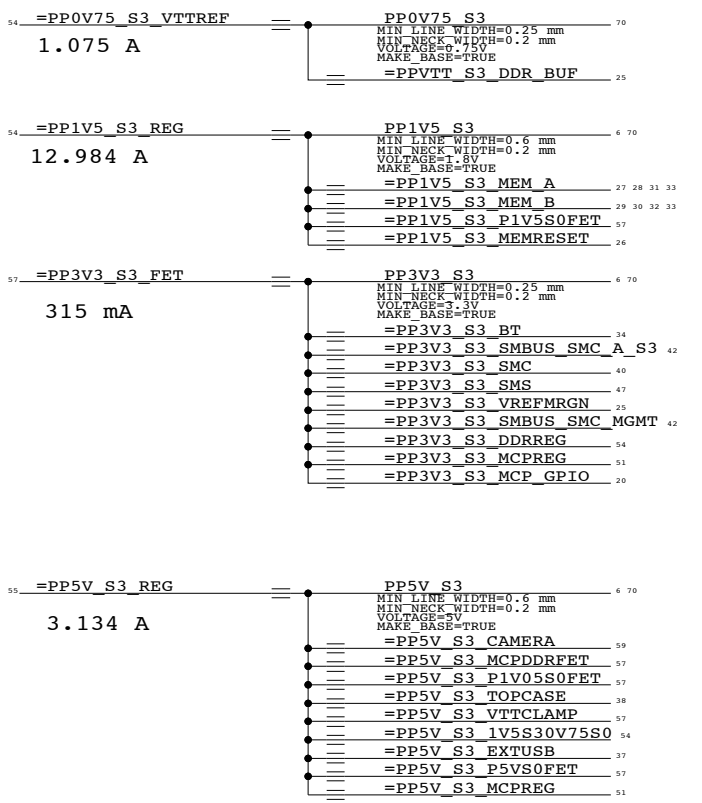 54 =PP0V75_S3_VTTREF PP0V75_S3 70
1.075 A
MIN_LINE_WIDTH=0.25 mm
MIN_NECK_WIDTH=0.2 mm
VOLTAGE=0.75V
MAKE_BASE=TRUE
=PPVTT_S3_DDR_BUF 25
54 =PP1V5_S3_REG PP1V5_S3 6 70
12.984 A
MIN_LINE_WIDTH=0.6 mm
MIN_NECK_WIDTH=0.2 mm
VOLTAGE=1.8V
MAKE_BASE=TRUE
=PP1V5_S3_MEM_A 27 28 31 33
=PP1V5_S3_MEM_B 29 30 32 33
=PP1V5_S3_P1V5S0FET 57
=PP1V5_S3_MEMRESET 26
57 =PP3V3_S3_FET PP3V3_S3 6 70
315 mA
MIN_LINE_WIDTH=0.25 mm
MIN_NECK_WIDTH=0.2 mm
VOLTAGE=3.3V
MAKE_BASE=TRUE
=PP3V3_S3_BT 34
=PP3V3_S3_SMBUS_SMC_A_S3 42
=PP3V3_S3_SMC 40
=PP3V3_S3_SMS 47
=PP3V3_S3_VREFMRGN 25
=PP3V3_S3_SMBUS_SMC_MGMT 42
=PP3V3_S3_DDRREG 54
=PP3V3_S3_MCPREG 51
=PP3V3_S3_MCP_GPIO 20
55 =PP5V_S3_REG PP5V_S3 6 70
3.134 A
MIN_LINE_WIDTH=0.6 mm
MIN_NECK_WIDTH=0.2 mm
VOLTAGE=5V
MAKE_BASE=TRUE
=PP5V_S3_CAMERA 59
=PP5V_S3_MCPDDRFET 57
=PP5V_S3_P1V05S0FET 57
=PP5V_S3_TOPCASE 38
=PP5V_S3_VTTCLAMP 57
=PP5V_S3_1V5S30V75S0 54
=PP5V_S3_EXTUSB 37
=PP5V_S3_P5VS0FET 57
=PP5V_S3_MCPREG 51